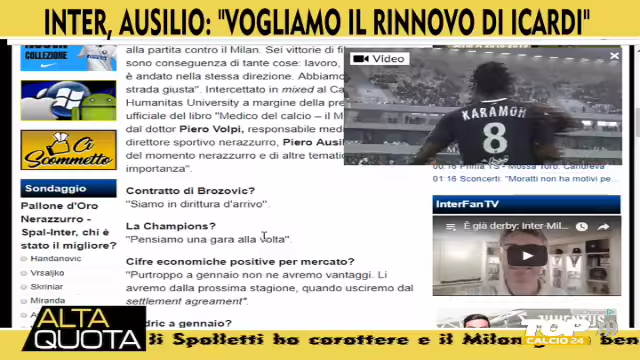 INTER, AUSILIO: "VOGLIAMO IL RINNOVO DI ICARDI"
COLLEZIONE
Ci
Scommetto
Sondaggio
Pallone d'Oro
Nerazzurro -
Spal-Inter, chi è
stato il migliore?
Handanovic
Vrsaljko
Skriniar
Miranda
alla partita contro il Milan. Sei vittorie di
sono conseguenza di tante cose: lavoro,
è andato nella stessa direzione. Abbiamo
strada giusta". Intercettato in mixed al
Humanitas University a margine della
ufficiale del libro "Medico del calcio – il
dal dottor Piero Volpi, responsabile
direttore sportivo nerazzurro, Piero
del momento nerazzurro e di altre
importanza".
Contratto di Brozovic?
"Siamo in dirittura d'arrivo".
La Champions?
"Pensiamo una gara alla volta".
Cifre economiche positive per mercato?
"Purtroppo a gennaio non ne avremo vantaggi. Li
avremo dalla prossima stagione, quando usciremo dal
settlement agreement"
a gennaio?
Video
KARAMOH
8
01:16 Sconcerti: "Moratti non ha motivi pe...
InterFanTV
È già derby: Inter-Mil...
ALTA
QUOTA
di Spalletti ha carattere e il Milan
TOP
CALCIO 24